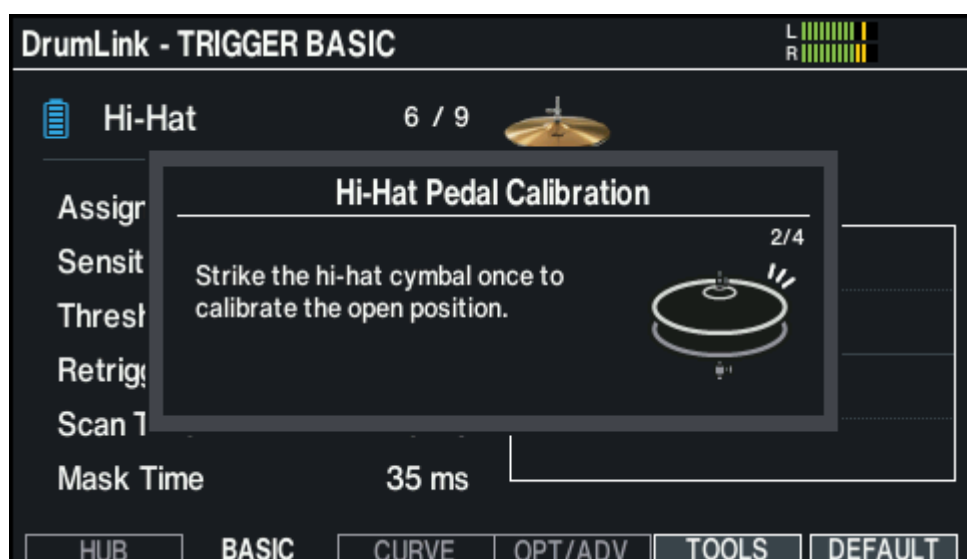 DrumLink - TRIGGER BASIC
L
R
Hi-Hat 6 / 9
Hi-Hat Pedal Calibration
2/4
Strike the hi-hat cymbal once to
calibrate the open position.
Mask Time 35 ms
HUB BASIC CURVE OPT/ADV TOOLS DEFAULT